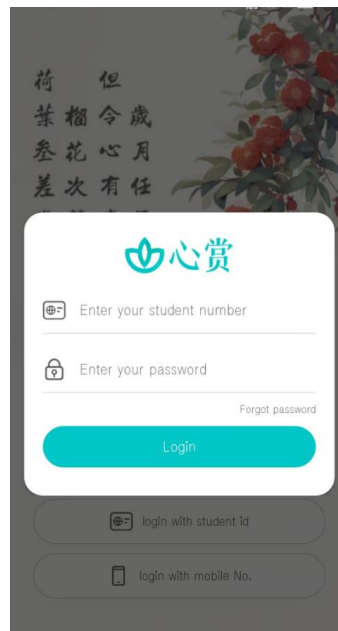 荷葉叁差
榴花次
但令心有
歲月任
心赏
Enter your student number
Enter your password
Forgot password
Login
login with student id
login with mobile No.